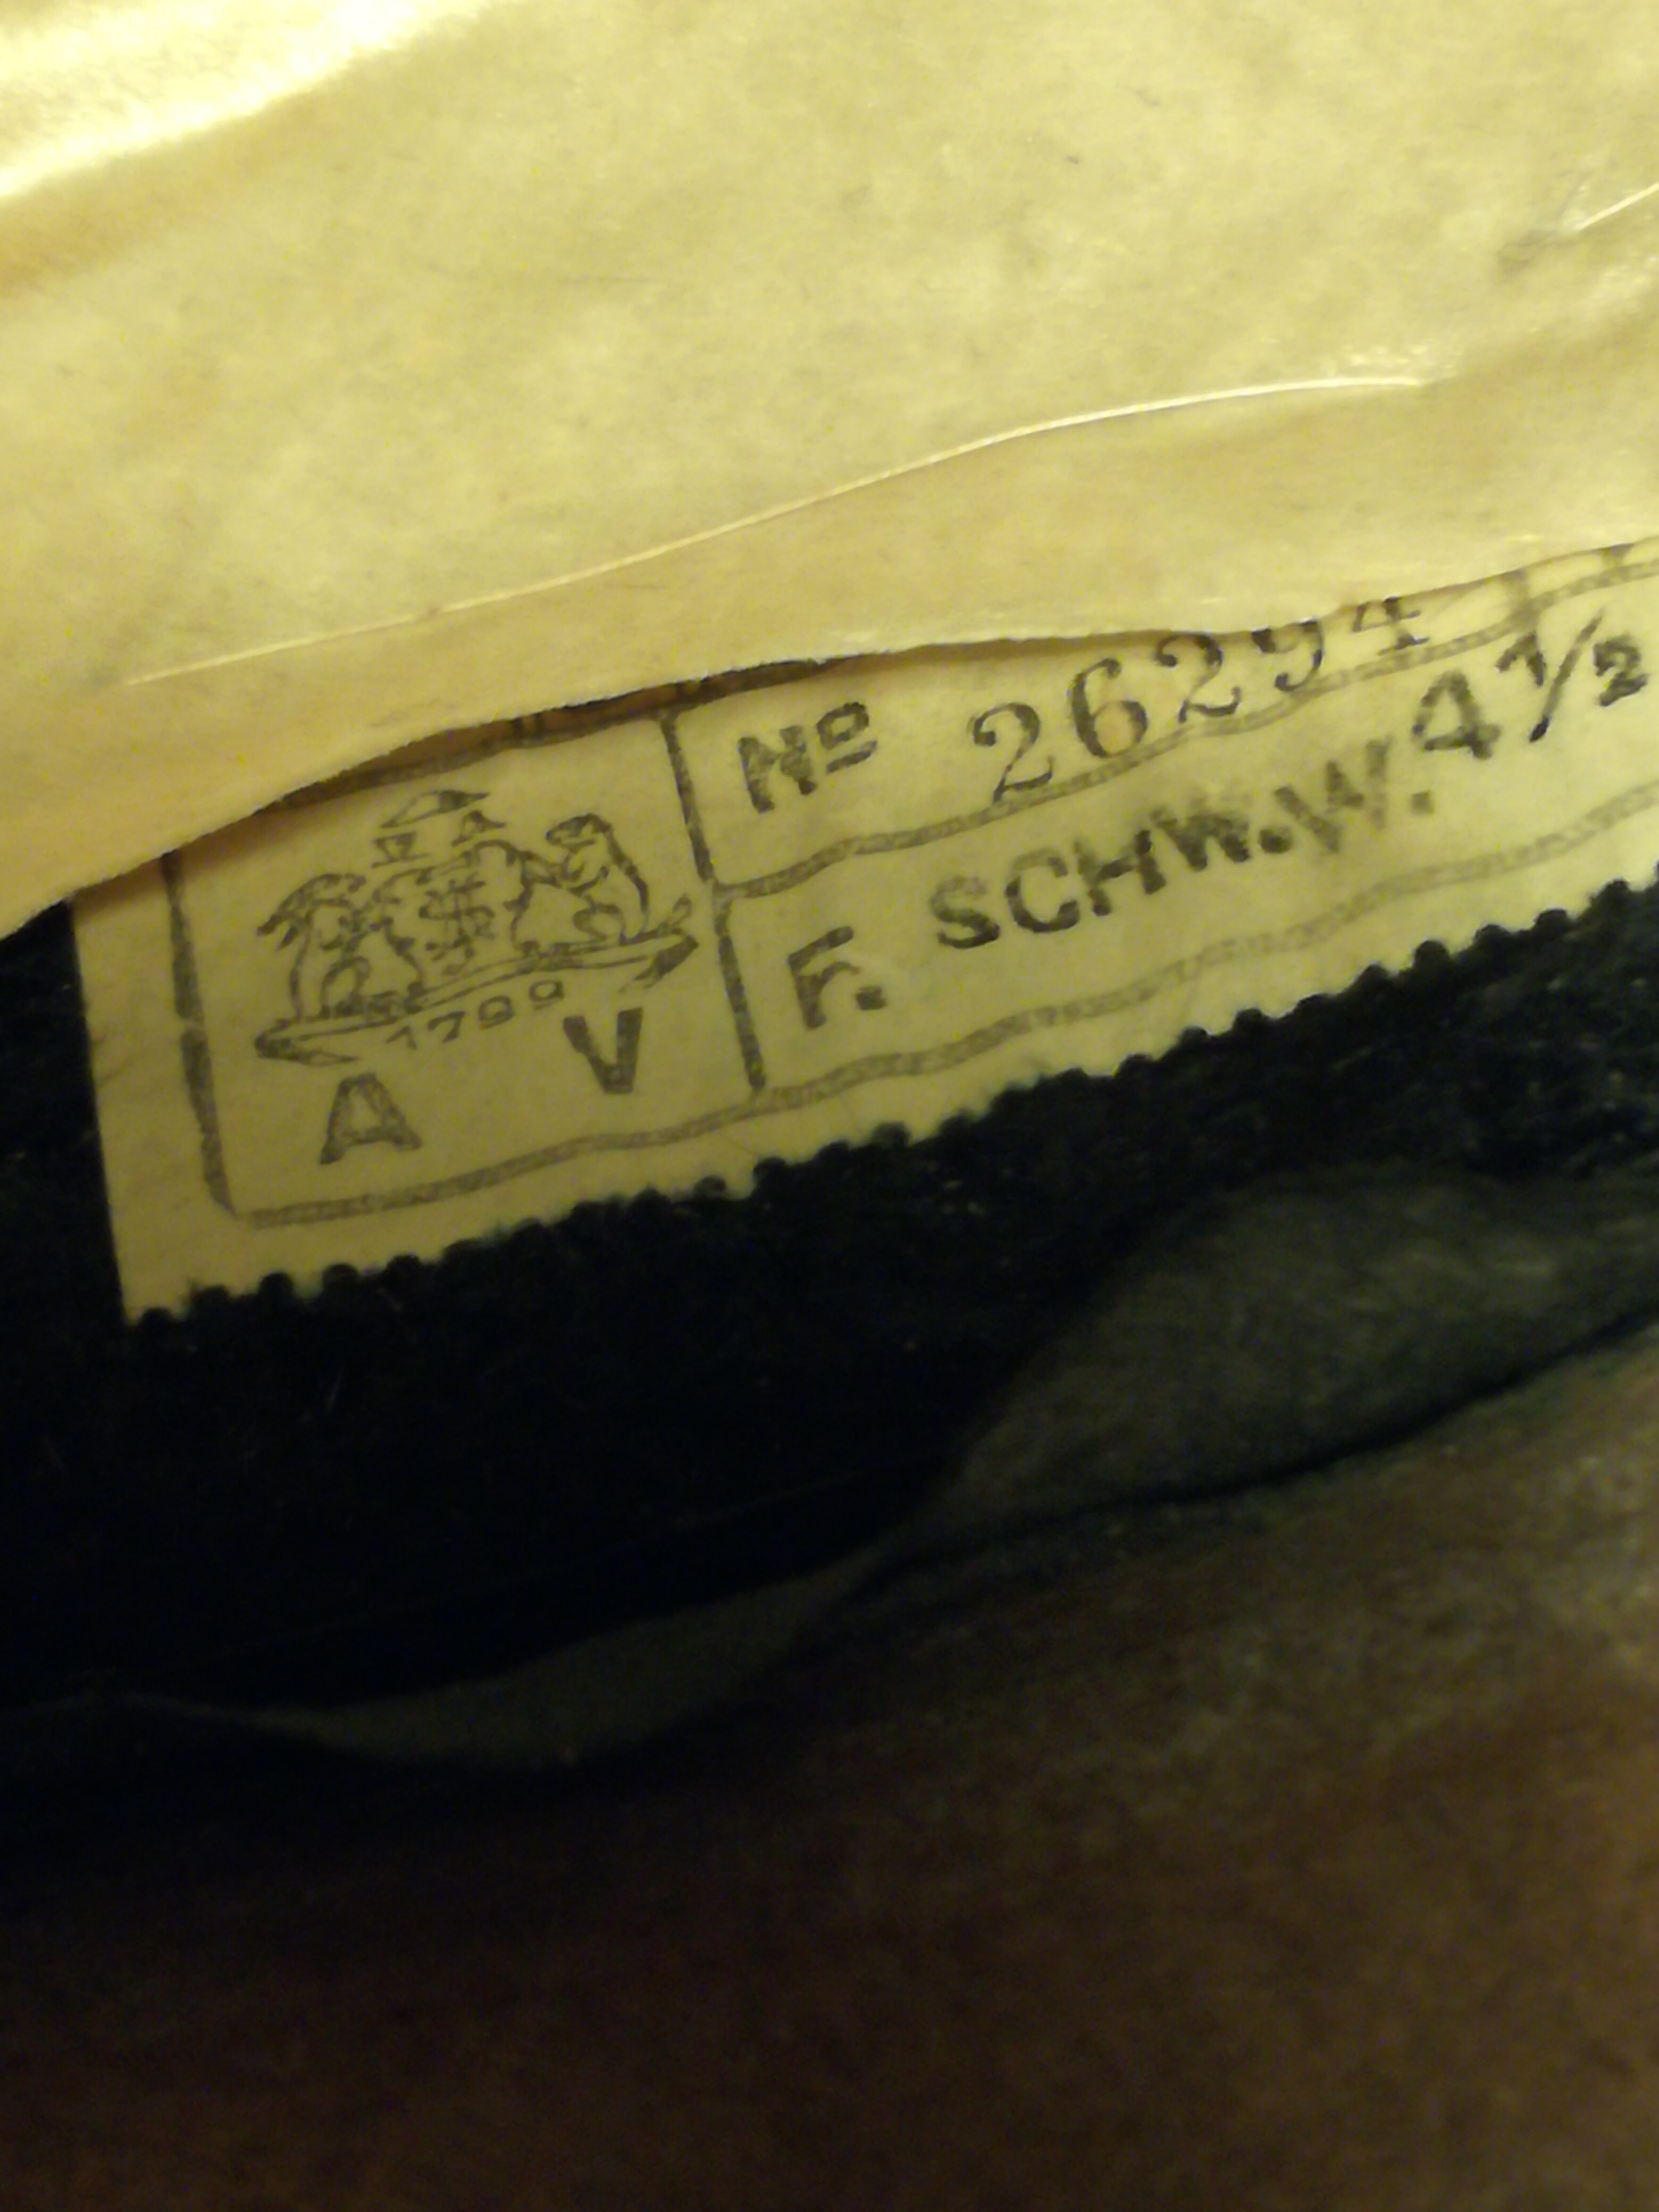 Nº 26294
F. SCHW.W. 4½
1799
A V